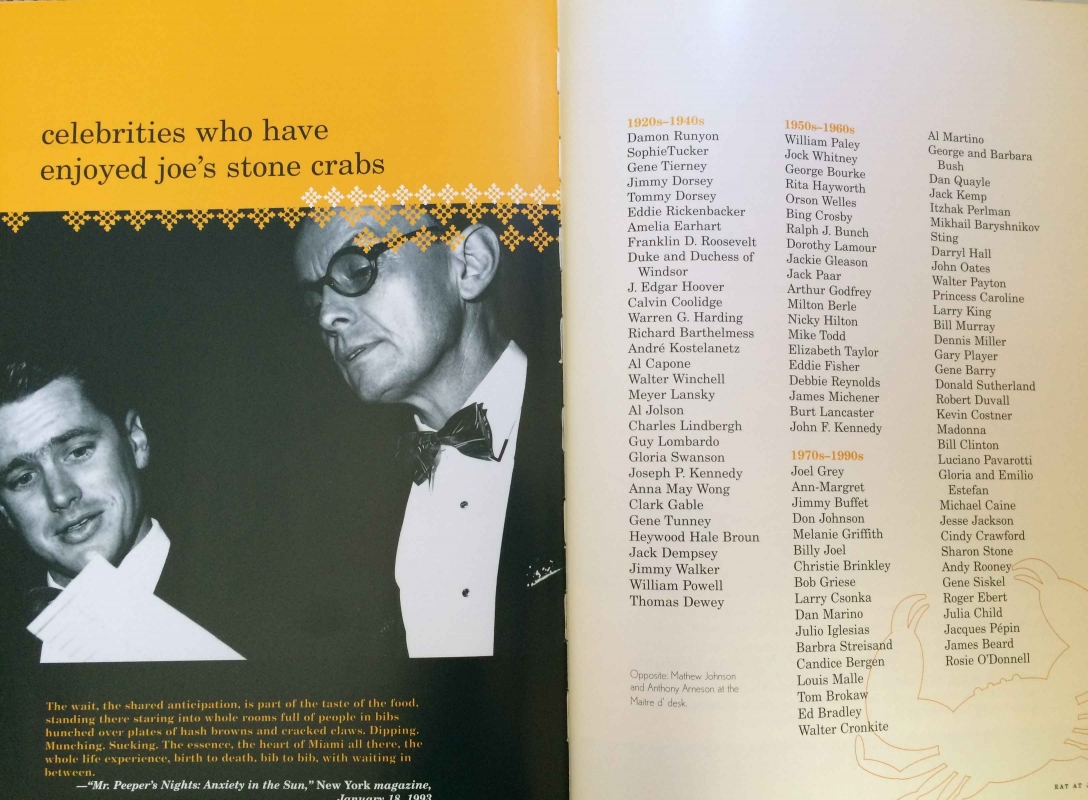 celebrities who have
enjoyed joe's stone crabs
The wait, the shared anticipation, is part of the taste of the food,
standing there staring into whole rooms full of people in bibs
hunched over plates of hash browns and cracked claws. Dipping.
Munching. Sucking. The essence, the heart of Miami all there, the
whole life experience, birth to death, bib to bib, with waiting in
between.
—"Mr. Peeper's Nights: Anxiety in the Sun," New York magazine,
January 18, 1993
1920s–1940s
Damon Runyon
SophieTucker
Gene Tierney
Jimmy Dorsey
Tommy Dorsey
Eddie Rickenbacker
Amelia Earhart
Franklin D. Roosevelt
Duke and Duchess of
Windsor
J. Edgar Hoover
Calvin Coolidge
Warren G. Harding
Richard Barthelmess
André Kostelanetz
Al Capone
Walter Winchell
Meyer Lansky
Al Jolson
Charles Lindbergh
Guy Lombardo
Gloria Swanson
Joseph P. Kennedy
Anna May Wong
Clark Gable
Gene Tunney
Heywood Hale Broun
Jack Dempsey
Jimmy Walker
William Powell
Thomas Dewey
Opposite: Mathew Johnson
and Anthony Arneson at the
Maitre d' desk.
1950s–1960s
William Paley
Jock Whitney
George Bourke
Rita Hayworth
Orson Welles
Bing Crosby
Ralph J. Bunch
Dorothy Lamour
Jackie Gleason
Jack Paar
Arthur Godfrey
Milton Berle
Nicky Hilton
Mike Todd
Elizabeth Taylor
Eddie Fisher
Debbie Reynolds
James Michener
Burt Lancaster
John F. Kennedy
1970s–1990s
Joel Grey
Ann-Margret
Jimmy Buffet
Don Johnson
Melanie Griffith
Billy Joel
Christie Brinkley
Bob Griese
Larry Csonka
Dan Marino
Julio Iglesias
Barbra Streisand
Candice Bergen
Louis Malle
Tom Brokaw
Ed Bradley
Walter Cronkite
Al Martino
George and Barbara
Bush
Dan Quayle
Jack Kemp
Itzhak Perlman
Mikhail Baryshnikov
Sting
Darryl Hall
John Oates
Walter Payton
Princess Caroline
Larry King
Bill Murray
Dennis Miller
Gary Player
Gene Barry
Donald Sutherland
Robert Duvall
Kevin Costner
Madonna
Bill Clinton
Luciano Pavarotti
Gloria and Emilio
Estefan
Michael Caine
Jesse Jackson
Cindy Crawford
Sharon Stone
Andy Rooney
Gene Siskel
Roger Ebert
Julia Child
Jacques Pépin
James Beard
Rosie O'Donnell
EAT AT